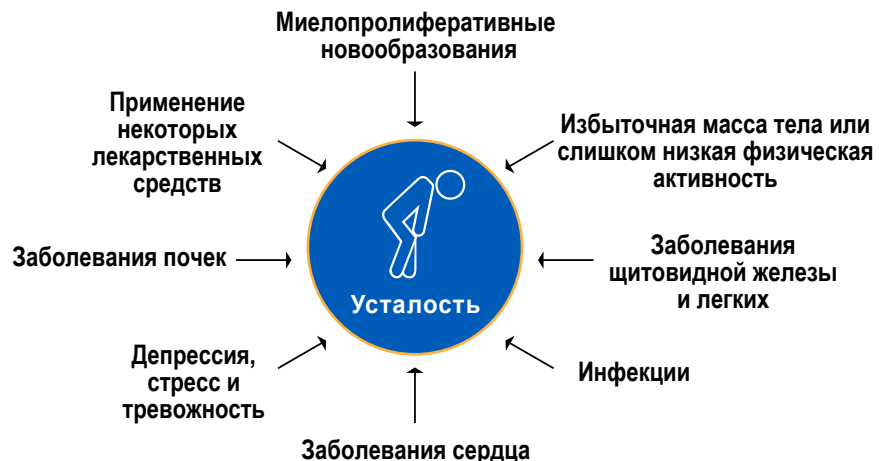 Миелопролиферативные
новообразования
Применение
некоторых
лекарственных
средств
Избыточная масса тела или
слишком низкая физическая
активность
Заболевания почек
Заболевания
щитовидной железы
и легких
Усталость
Депрессия,
стресс и
тревожность
Инфекции
Заболевания сердца